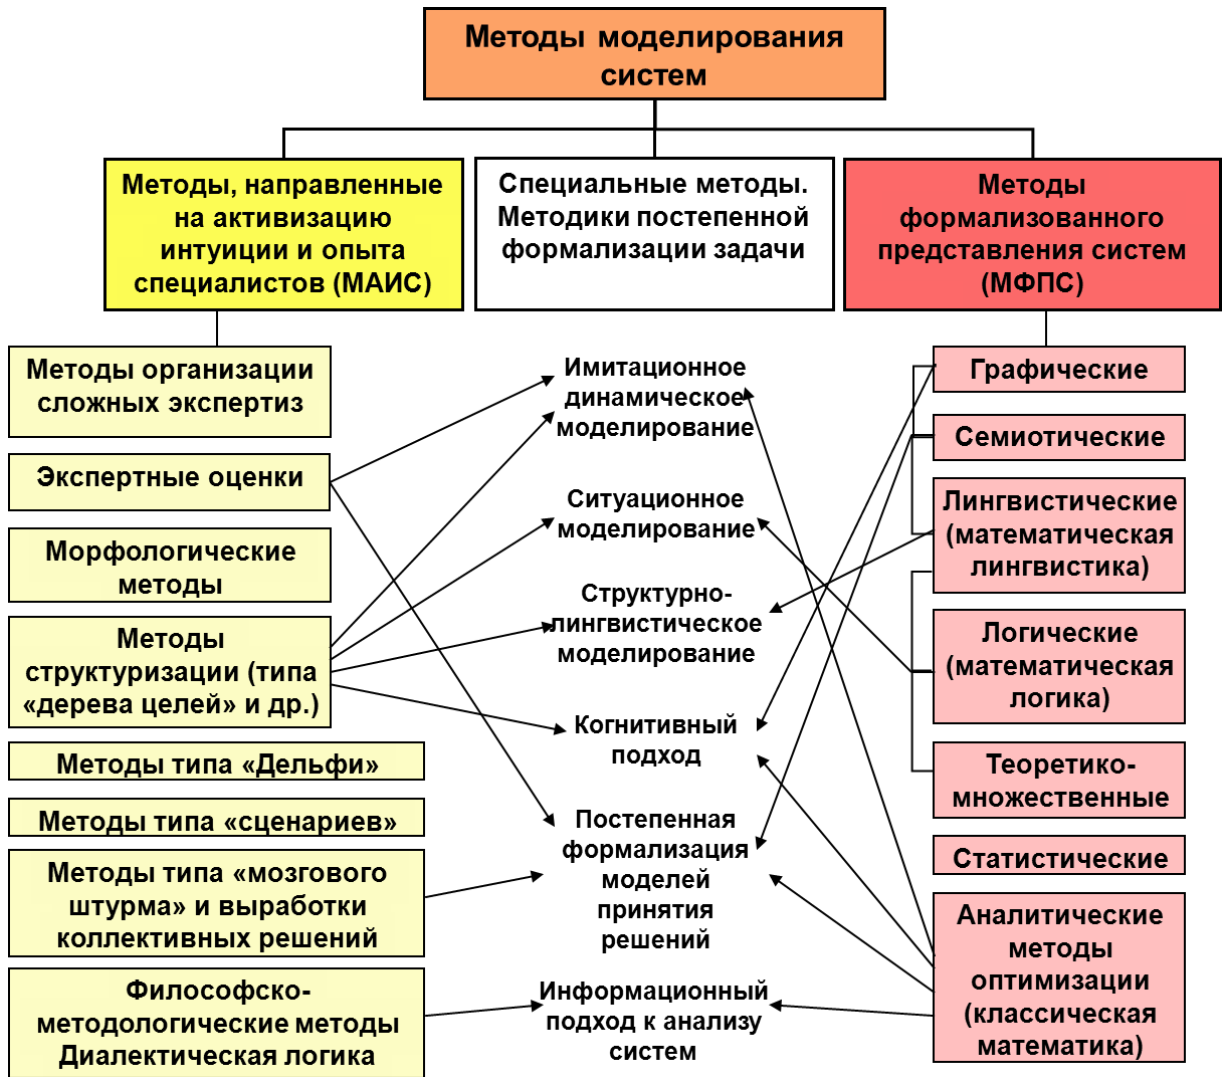 Методы моделирования
систем
Методы, направленные
на активизацию
интуиции и опыта
специалистов (МАИС)
Специальные методы.
Методики постепенной
формализации задачи
Методы
формализованного
представления систем
(МФПС)
Методы организации
сложных экспертиз
Экспертные оценки
Морфологические
методы
Методы
структуризации (типа
«дерева целей» и др.)
Методы типа «Дельфи»
Методы типа «сценариев»
Методы типа «мозгового
штурма» и выработки
коллективных решений
Философско-
методологические методы
Диалектическая логика
Имитационное
динамическое
моделирование
Ситуационное
моделирование
Структурно-
лингвистическое
моделирование
Когнитивный
подход
Постепенная
формализация
моделей
принятия
решений
Информационный
подход к анализу
систем
Графические
Семиотические
Лингвистические
(математическая
лингвистика)
Логические
(математическая
логика)
Теоретико-
множественные
Статистические
Аналитические
методы
оптимизации
(классическая
математика)